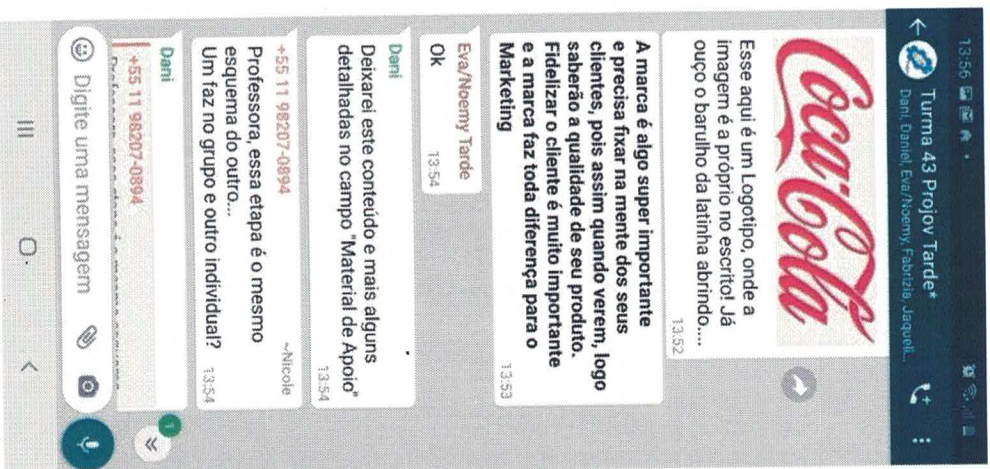 13:56
Turma 43 Projov Tarde*
Dani, Daniel, Eva/Noemy, Fabrizia, Jaqueli...
Coca-Cola
Esse aqui é um Logotipo, onde a
imagem é a próprio no escrito! Já
ouço o barulho da latinha abrindo....
13:52
A marca é algo super importante
e precisa fixar na mente dos seus
clientes, pois assim quando verem, logo
saberão a qualidade de seu produto.
Fidelizar o cliente é muito importante
e a marca faz toda diferença para o
Marketing
13:53
Eva/Noemy Tarde
Ok
13:54
Dani
Deixarei este conteúdo e mais alguns
detalhadas no campo "Material de Apoio"
13:54
+55 11 98207-0894
~Nicole
Professora, essa etapa é o mesmo
esquema do outro...
Um faz no grupo e outro individual?
13:54
Dani
+55 11 98207-0894
1
Digite uma mensagem